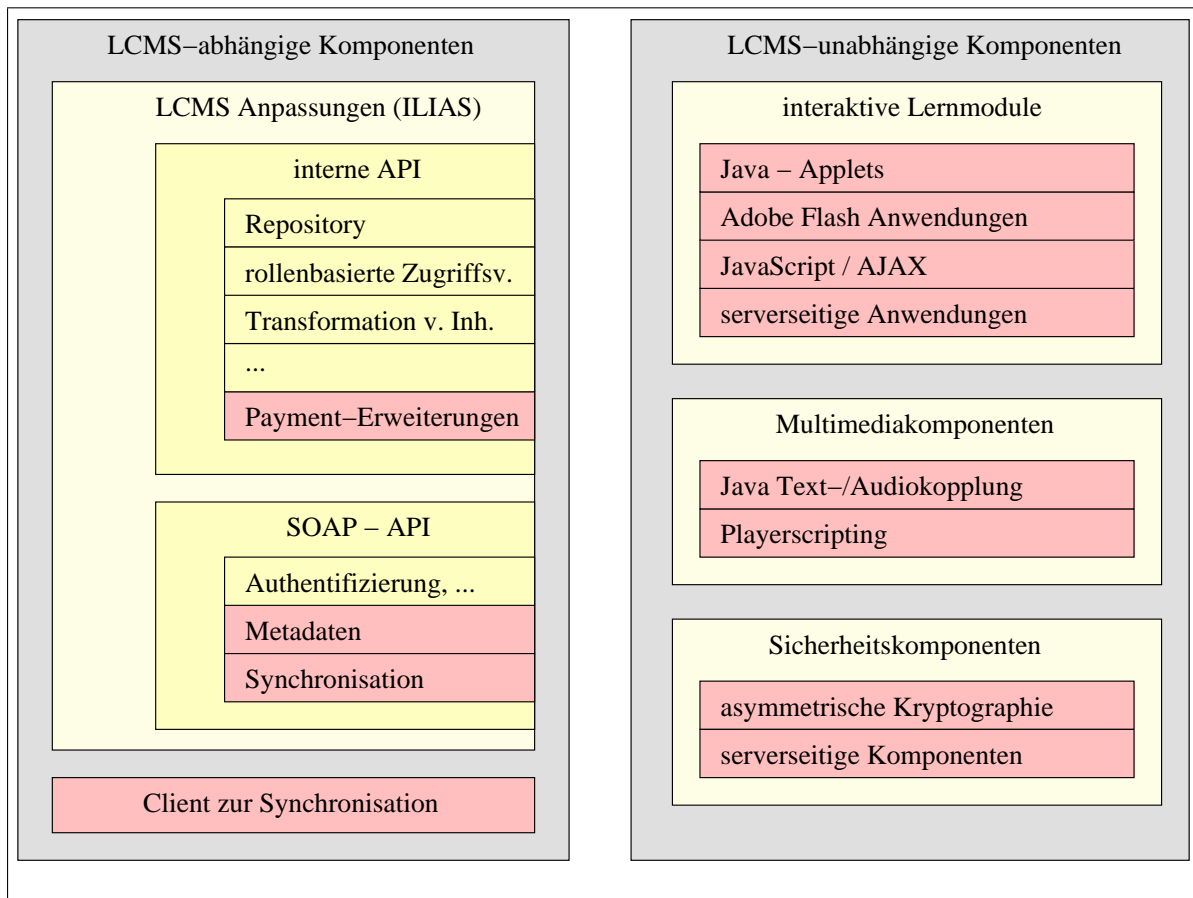 LCMS−abhängige Komponenten
LCMS Anpassungen (ILIAS)
interne API
Repository
rollenbasierte Zugriffsv.
Transformation v. Inh.
...
Payment−Erweiterungen
SOAP − API
Authentifizierung, ...
Metadaten
Synchronisation
Client zur Synchronisation
LCMS−unabhängige Komponenten
interaktive Lernmodule
Java − Applets
Adobe Flash Anwendungen
JavaScript / AJAX
serverseitige Anwendungen
Multimediakomponenten
Java Text−/Audiokopplung
Playerscripting
Sicherheitskomponenten
asymmetrische Kryptographie
serverseitige Komponenten